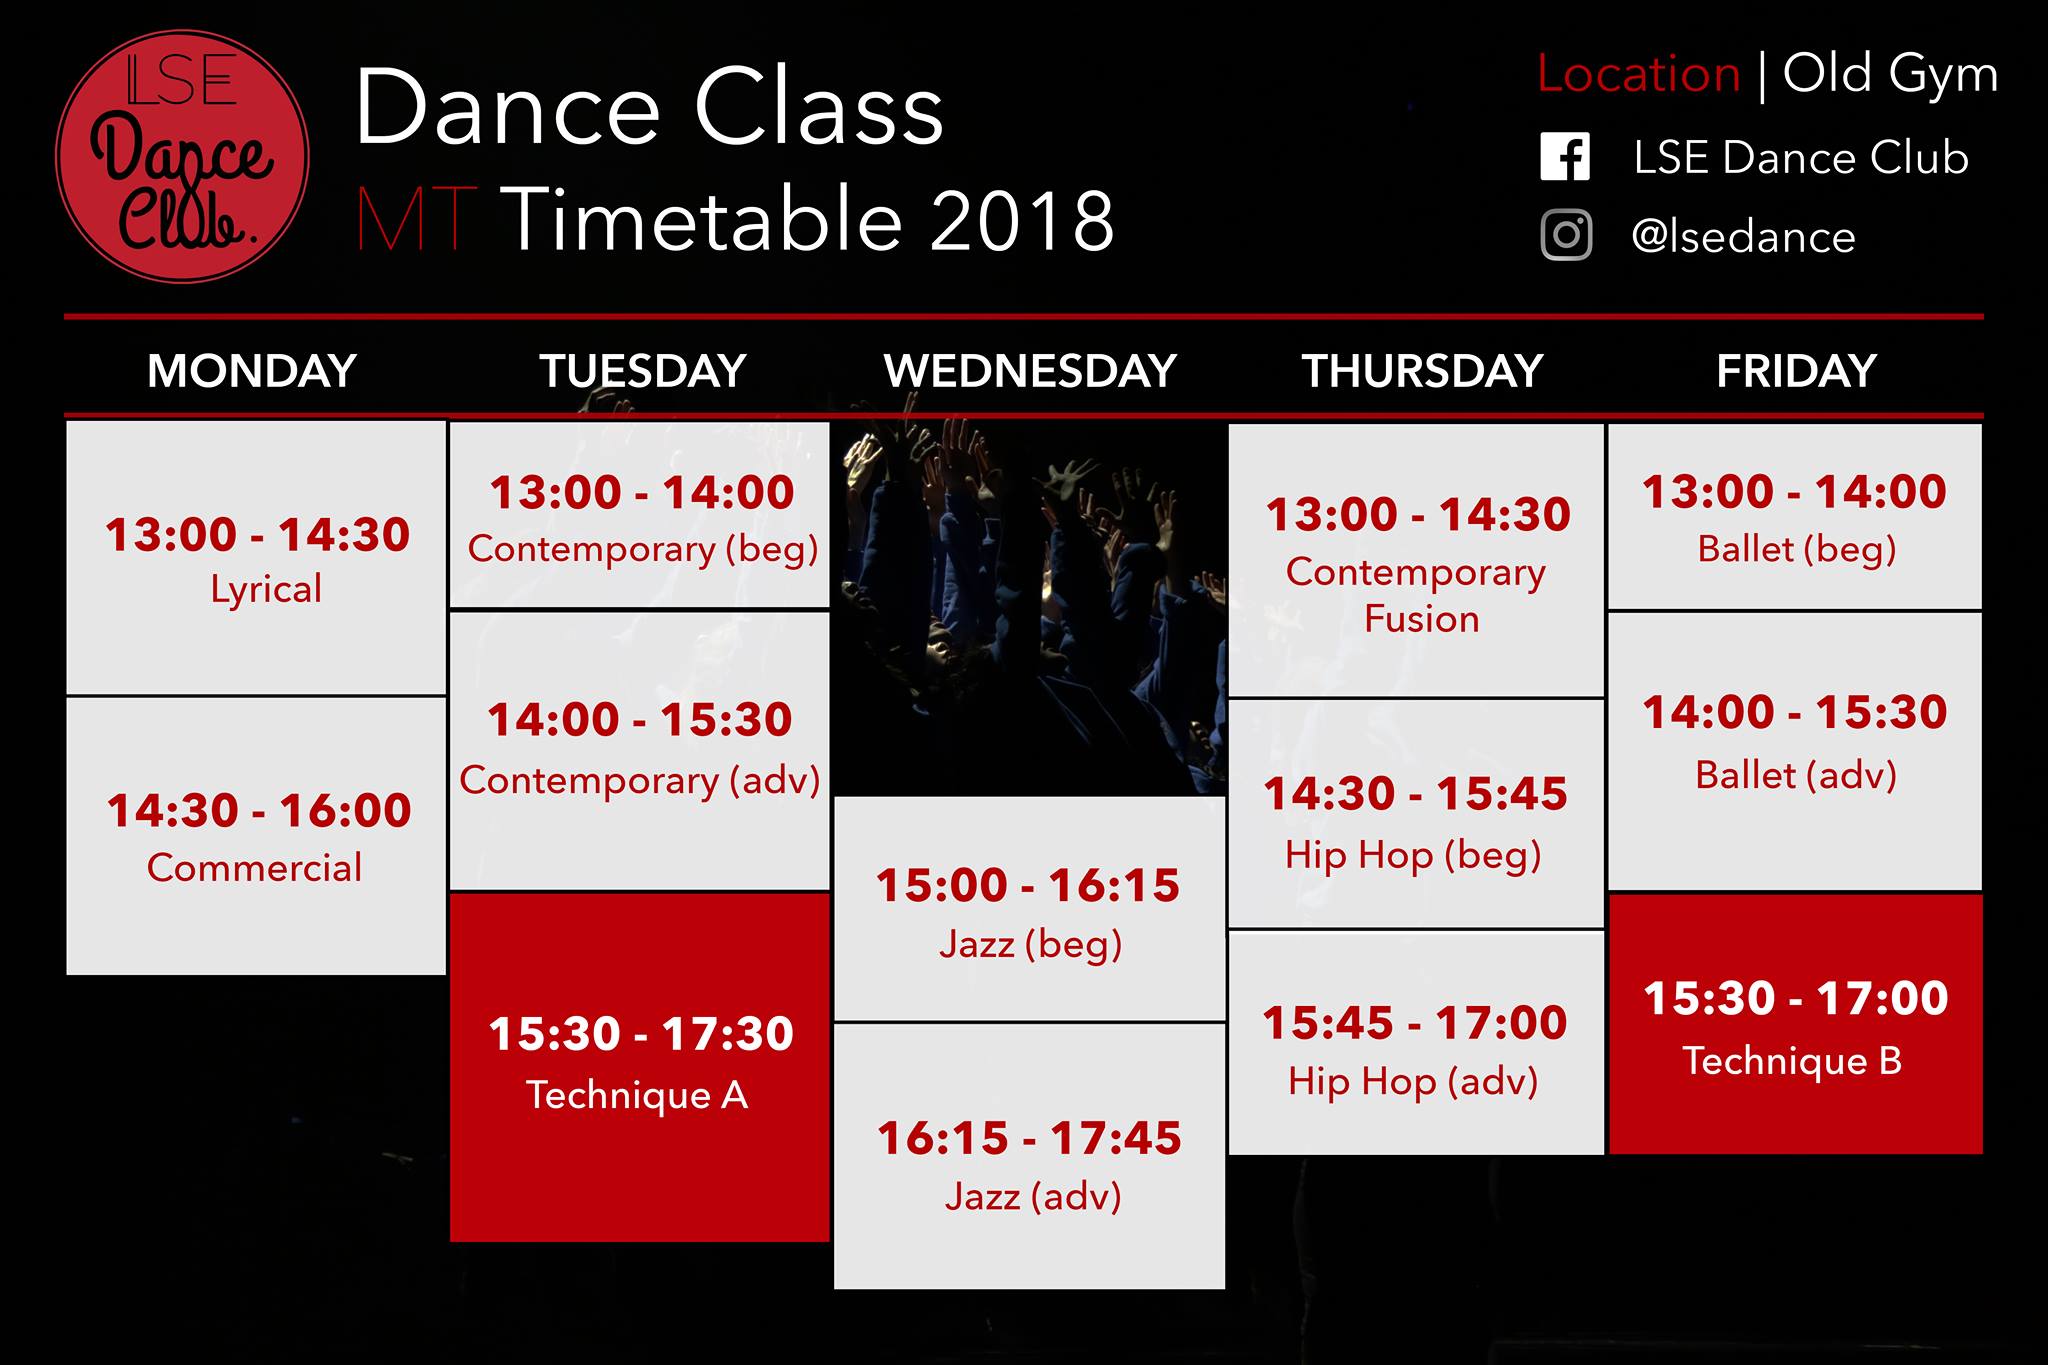 LSE
Dance
Club.
Dance Class
MT Timetable 2018
Location | Old Gym
LSE Dance Club
@lsedance
MONDAY
TUESDAY
WEDNESDAY
THURSDAY
FRIDAY
13:00 - 14:30
Lyrical
14:30 - 16:00
Commercial
13:00 - 14:00
Contemporary (beg)
14:00 - 15:30
Contemporary (adv)
15:30 - 17:30
Technique A
15:00 - 16:15
Jazz (beg)
16:15 - 17:45
Jazz (adv)
13:00 - 14:30
Contemporary
Fusion
14:30 - 15:45
Hip Hop (beg)
15:45 - 17:00
Hip Hop (adv)
13:00 - 14:00
Ballet (beg)
14:00 - 15:30
Ballet (adv)
15:30 - 17:00
Technique B